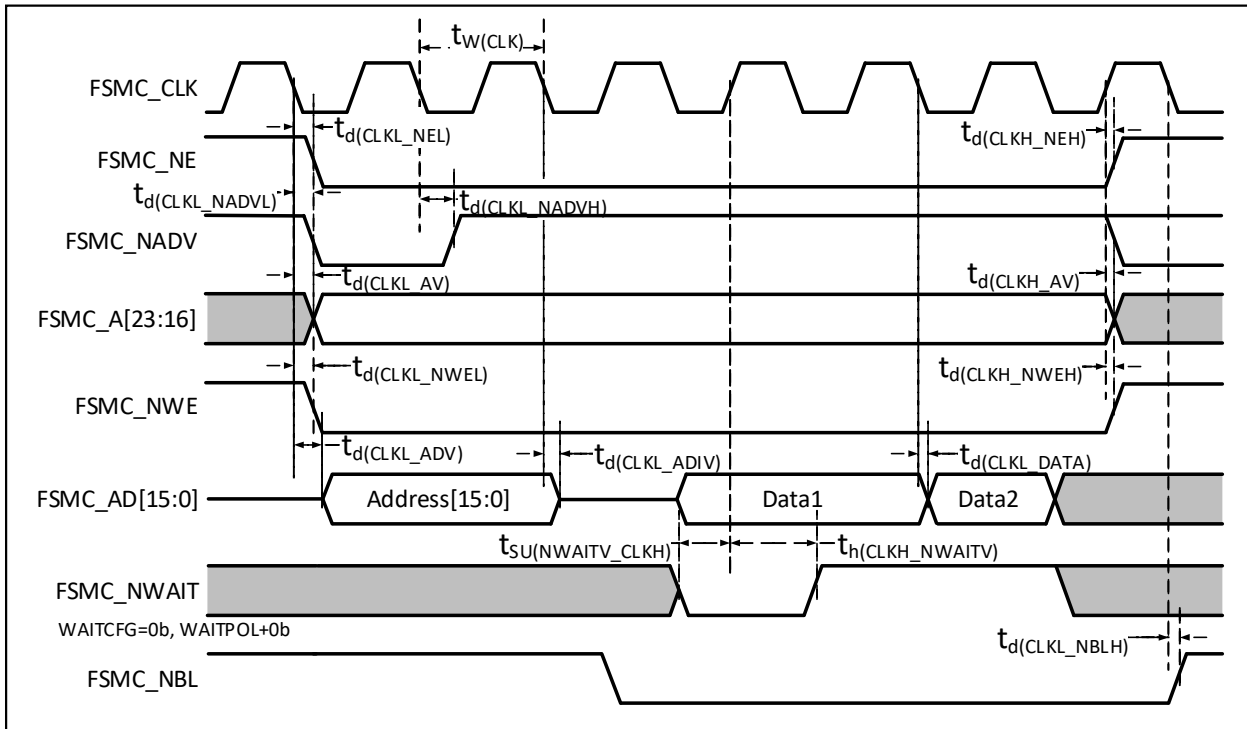 tW(CLK)
FSMC_CLK
td(CLKL_NEL)
td(CLKH_NEH)
FSMC_NE
td(CLKL_NADVL)
td(CLKL_NADVH)
FSMC_NADV
td(CLKL_AV)
td(CLKH_AV)
FSMC_A[23:16]
td(CLKL_NWEL)
td(CLKH_NWEH)
FSMC_NWE
td(CLKL_ADV)
td(CLKL_ADIV)
td(CLKL_DATA)
FSMC_AD[15:0]
Address[15:0]
Data1
Data2
tSU(NWAITV_CLKH)
th(CLKH_NWAITV)
FSMC_NWAIT
WAITCFG=0b, WAITPOL+0b
td(CLKL_NBLH)
FSMC_NBL